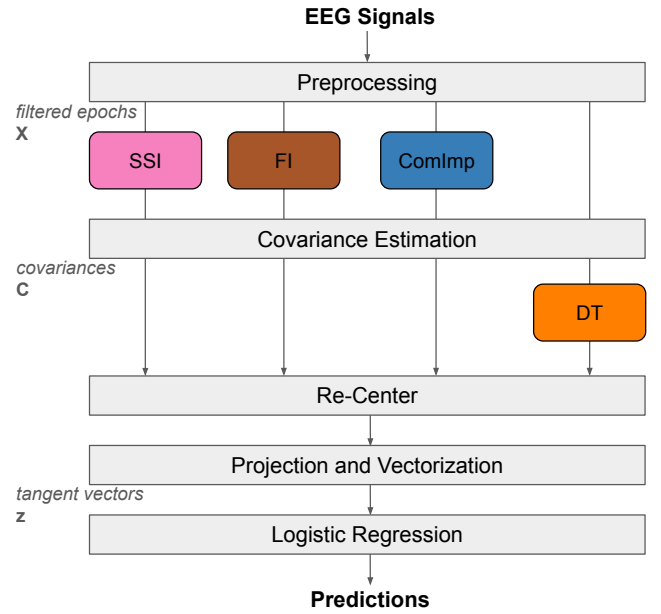 EEG Signals
Preprocessing
filtered epochs
X
SSI
FI
ComImp
Covariance Estimation
covariances
C
DT
Re-Center
Projection and Vectorization
tangent vectors
z
Logistic Regression
Predictions